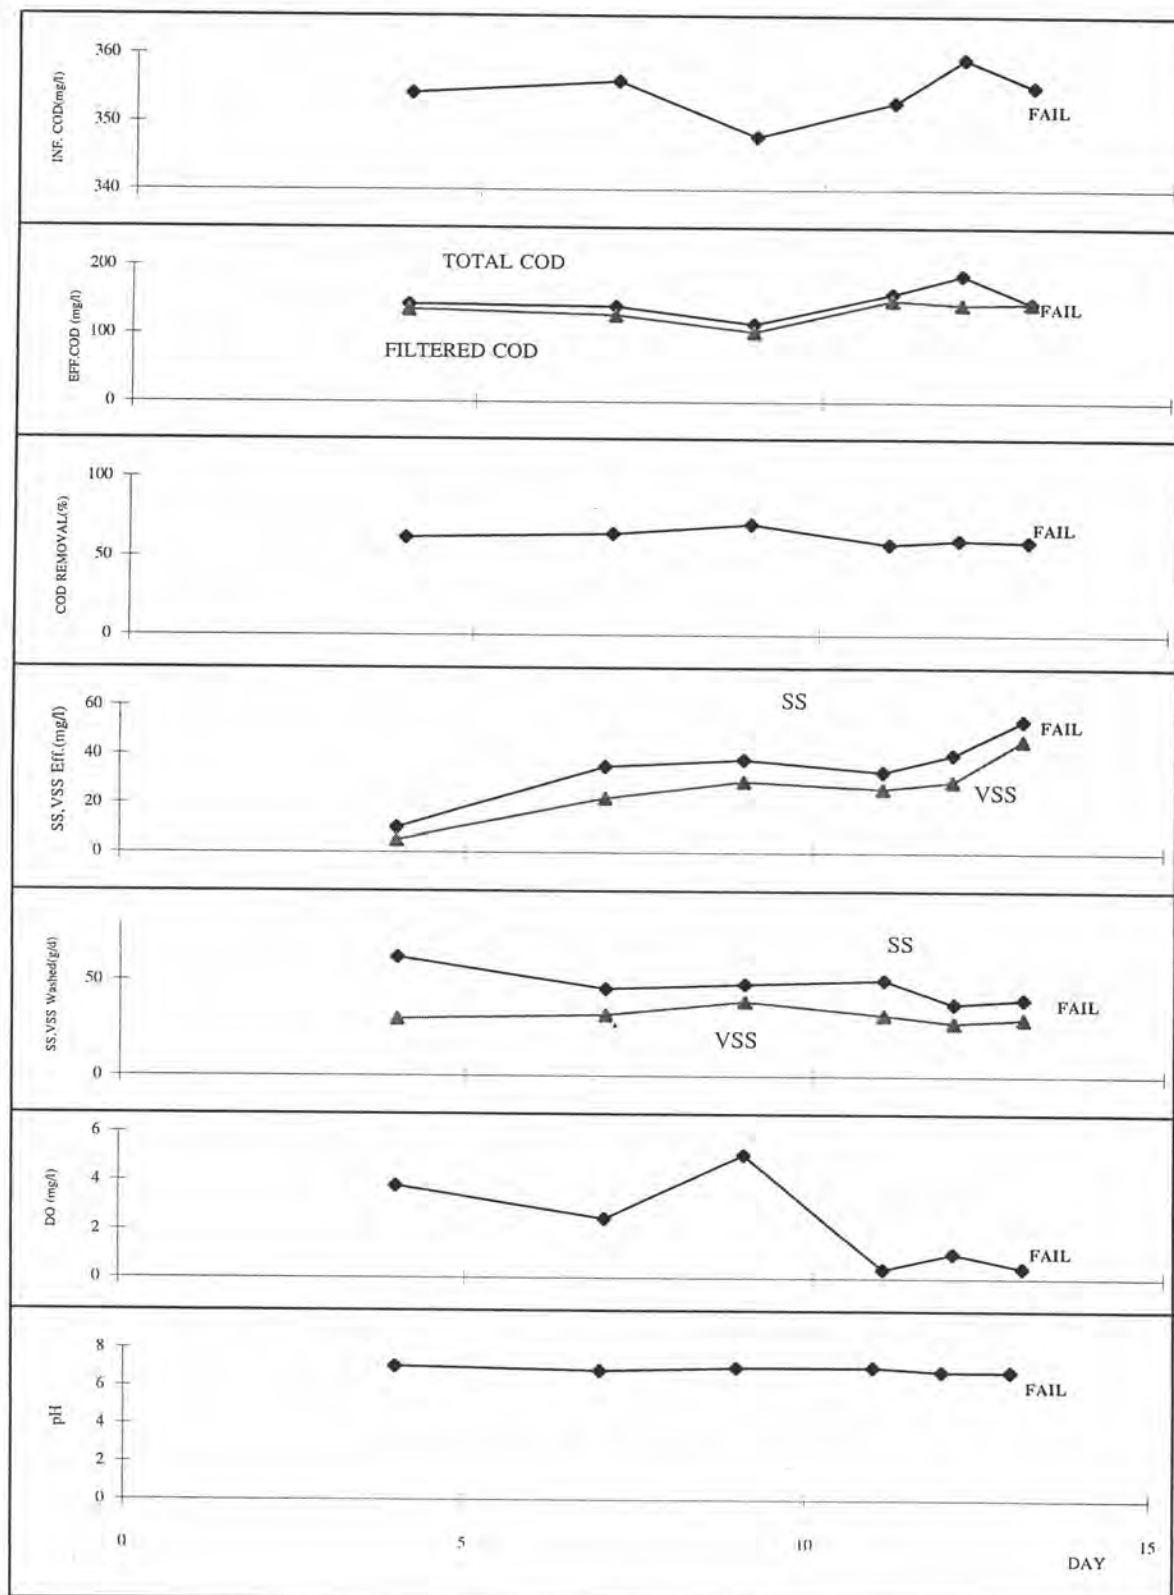 INF. COD(mg/l)
360
350
340
FAIL
EFF.COD (mg/l)
200
100
0
TOTAL COD
FILTERED COD
FAIL
COD REMOVAL(%)
100
50
0
FAIL
SS,VSS Eff.(mg/l)
60
40
20
0
SS
VSS
FAIL
SS,VSS Washed(g/d)
50
0
SS
VSS
FAIL
DO (mg/l)
6
4
2
0
FAIL
pH
8
6
4
2
0
FAIL
0 5 10 15
DAY